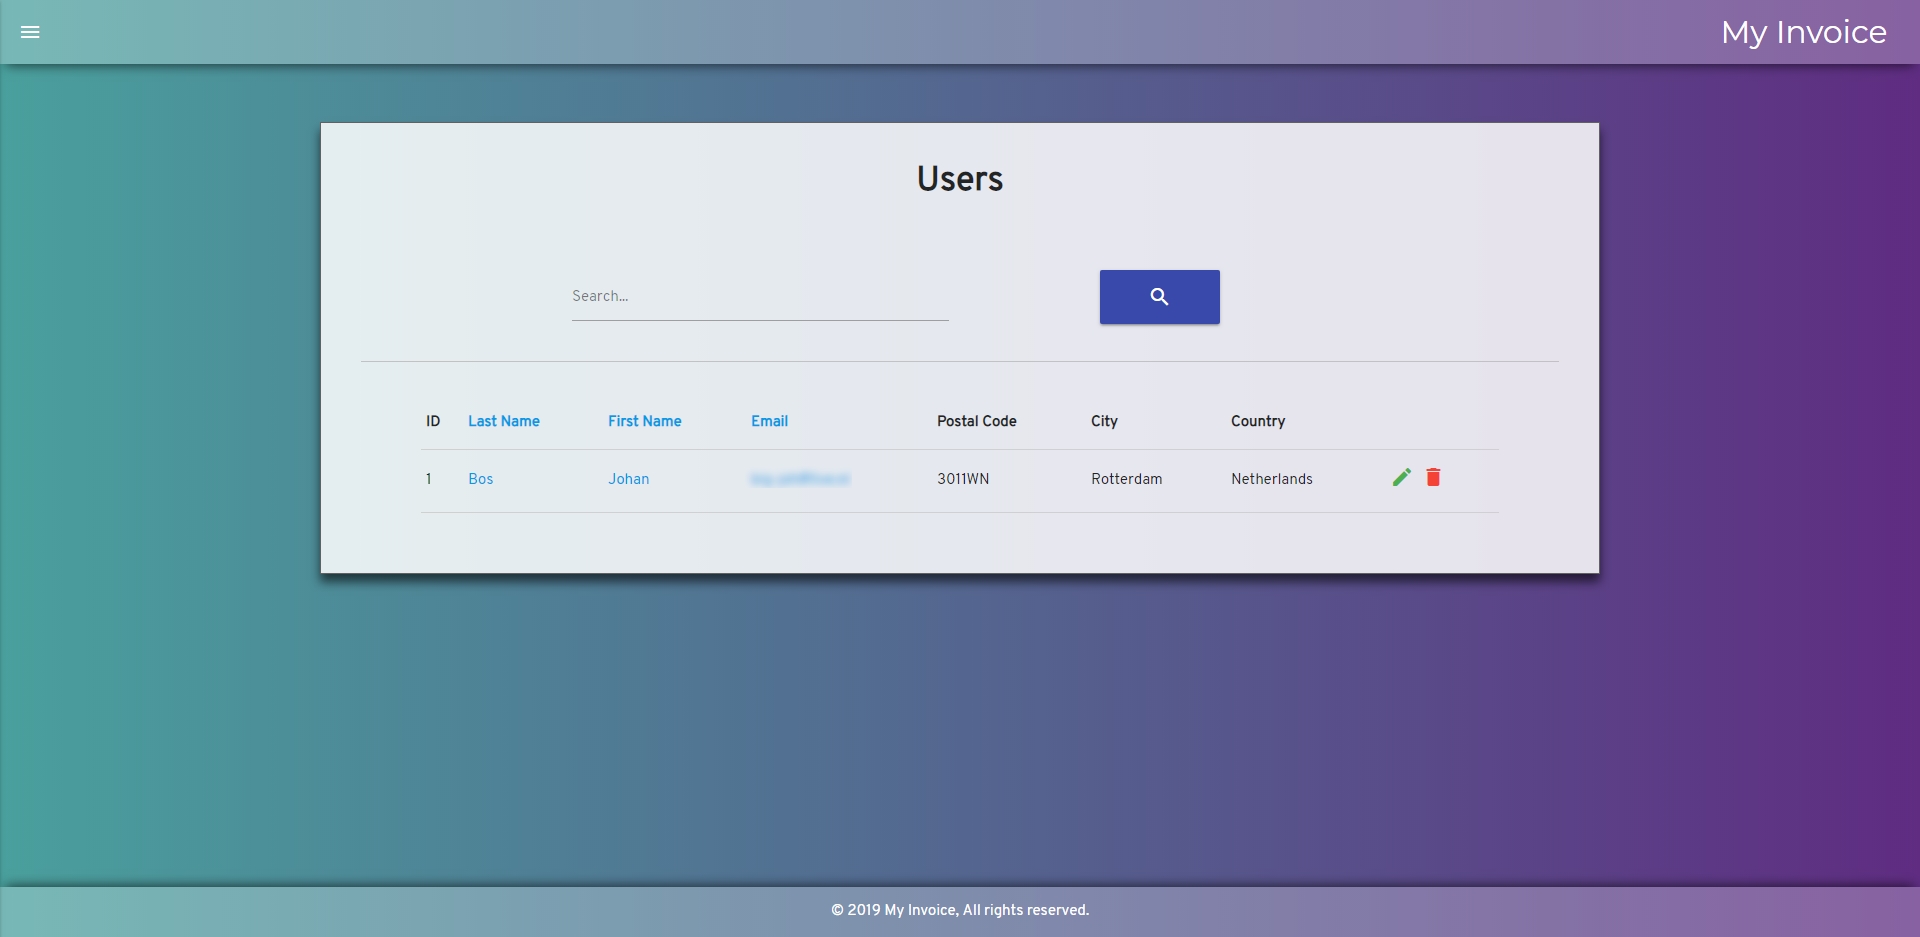 My Invoice
Users
Search...
ID Last Name First Name Email Postal Code City Country
1 Bos Johan 3011WN Rotterdam Netherlands
© 2019 My Invoice, All rights reserved.